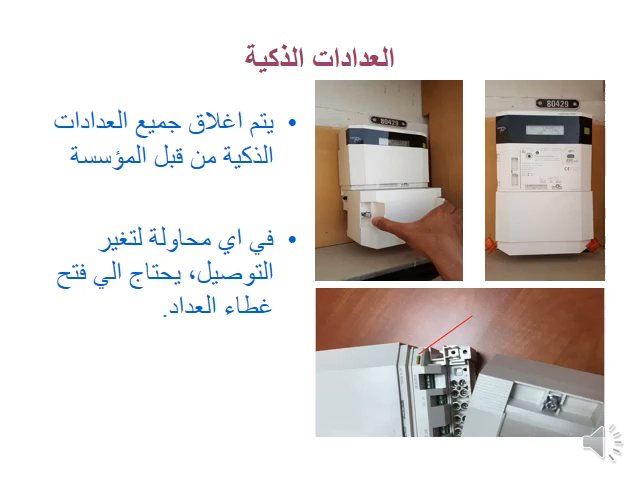 العدادات الذكية
• يتم اغلاق جميع العدادات
الذكية من قبل المؤسسة
• في اي محاولة لتغير
التوصيل، يحتاج الي فتح
غطاء العداد.
80429
80429